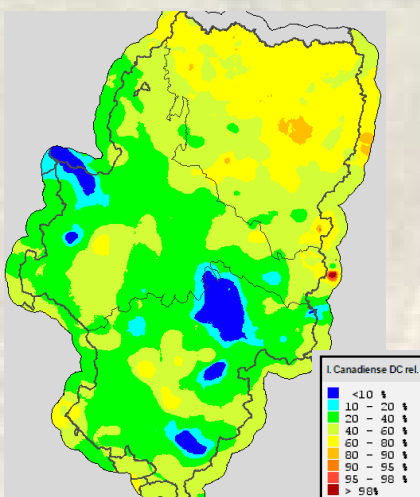 I. Canadiense DC rel.
<10 %
10 - 20 %
20 - 40 %
40 - 60 %
60 - 80 %
80 - 90 %
90 - 95 %
95 - 98 %
> 98%